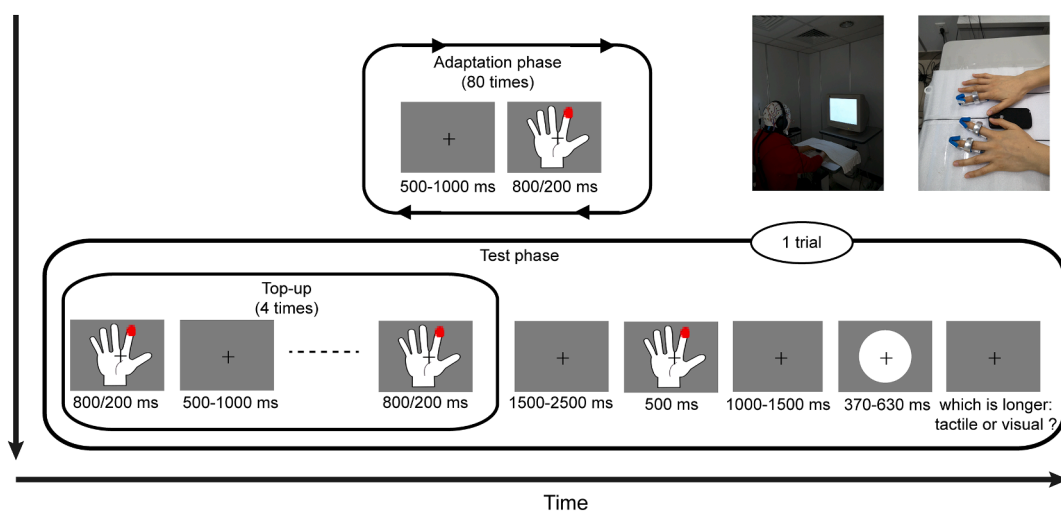 Adaptation phase
(80 times)
500-1000 ms
800/200 ms
1 trial
Test phase
Top-up
(4 times)
800/200 ms
500-1000 ms
800/200 ms
1500-2500 ms
500 ms
1000-1500 ms
370-630 ms
which is longer:
tactile or visual ?
Time